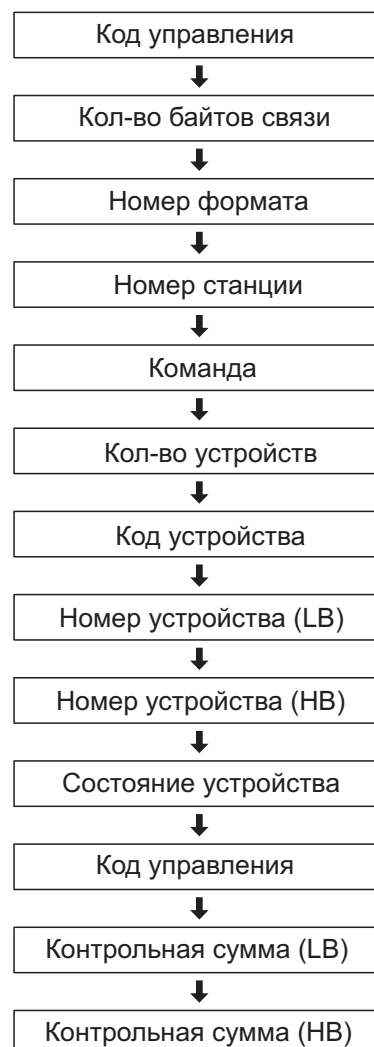 Код управления
Кол-во байтов связи
Номер формата
Номер станции
Команда
Кол-во устройств
Код устройства
Номер устройства (LB)
Номер устройства (HB)
Состояние устройства
Код управления
Контрольная сумма (LB)
Контрольная сумма (HB)